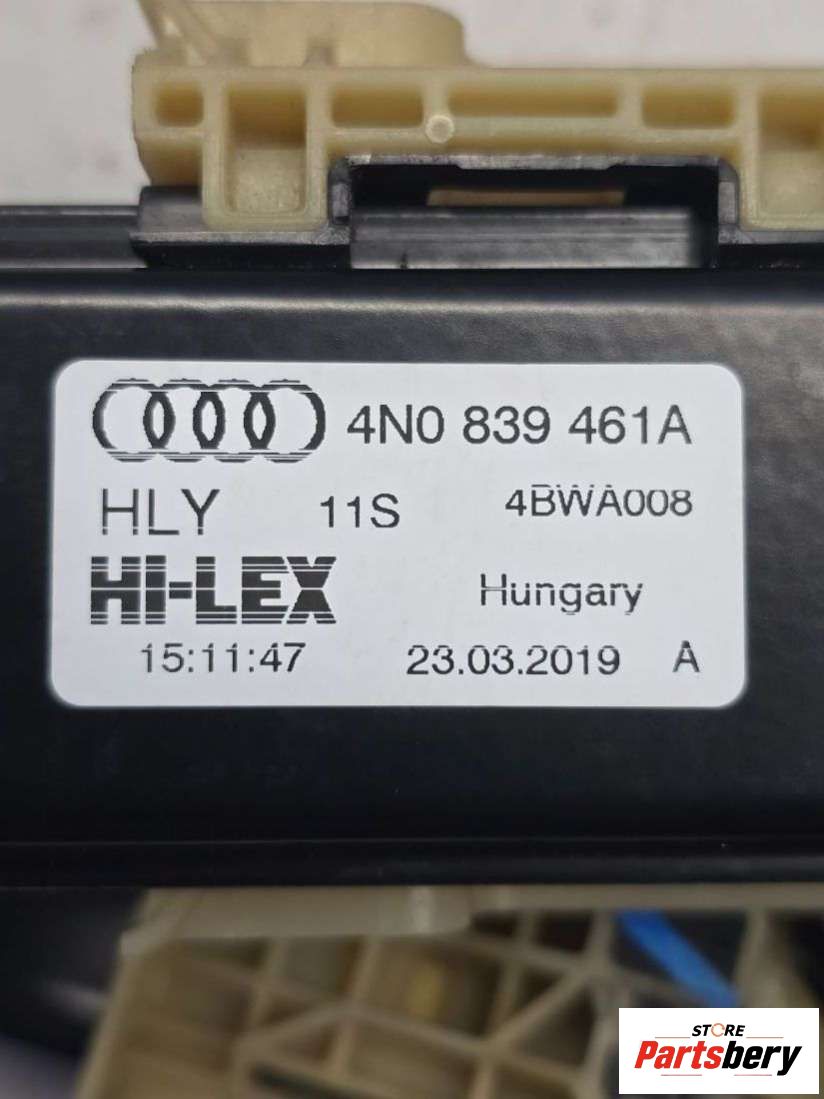 4N0 839 461A
HLY 11S 4BWA008
HI-LEX Hungary
15:11:47 23.03.2019 A
STORE
Partsbery